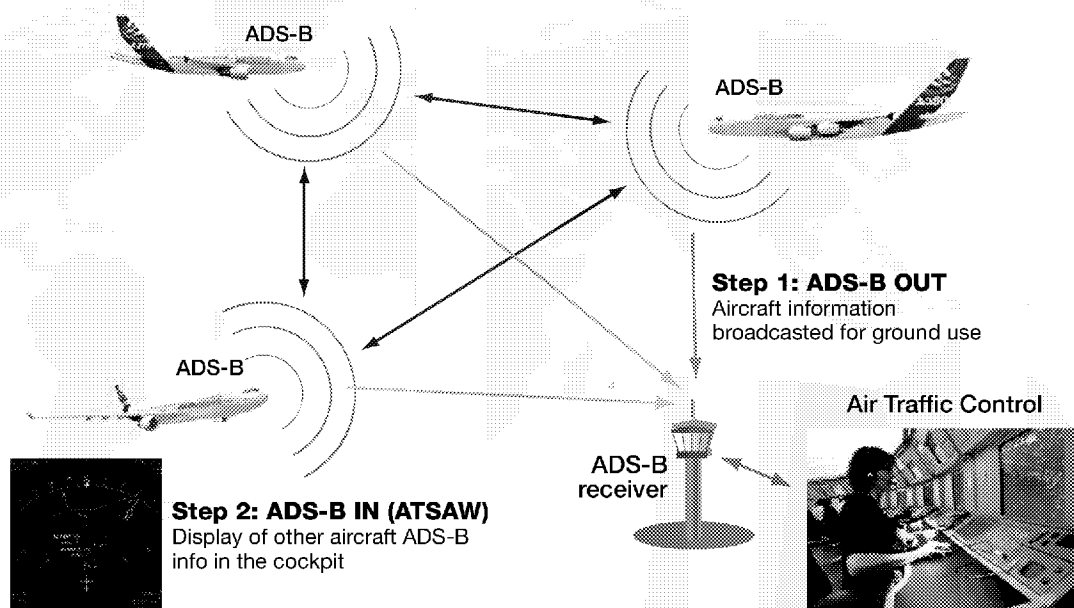 ADS-B
ADS-B
Step 1: ADS-B OUT
Aircraft information
broadcasted for ground use
ADS-B
Air Traffic Control
ADS-B
receiver
Step 2: ADS-B IN (ATSAW)
Display of other aircraft ADS-B
info in the cockpit